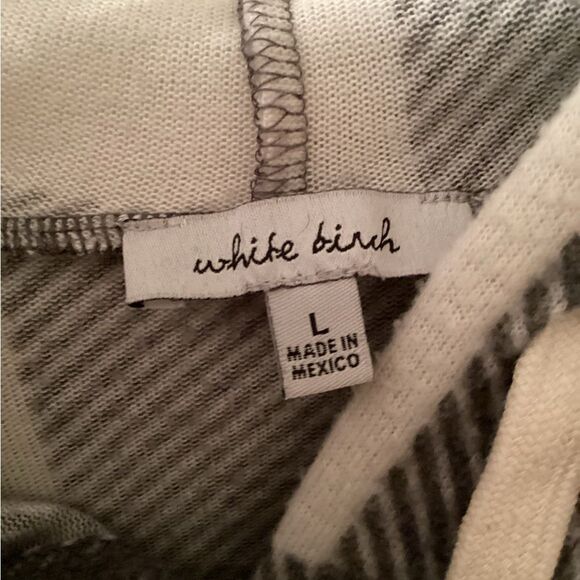 white birch
L
MADE IN
MEXICO